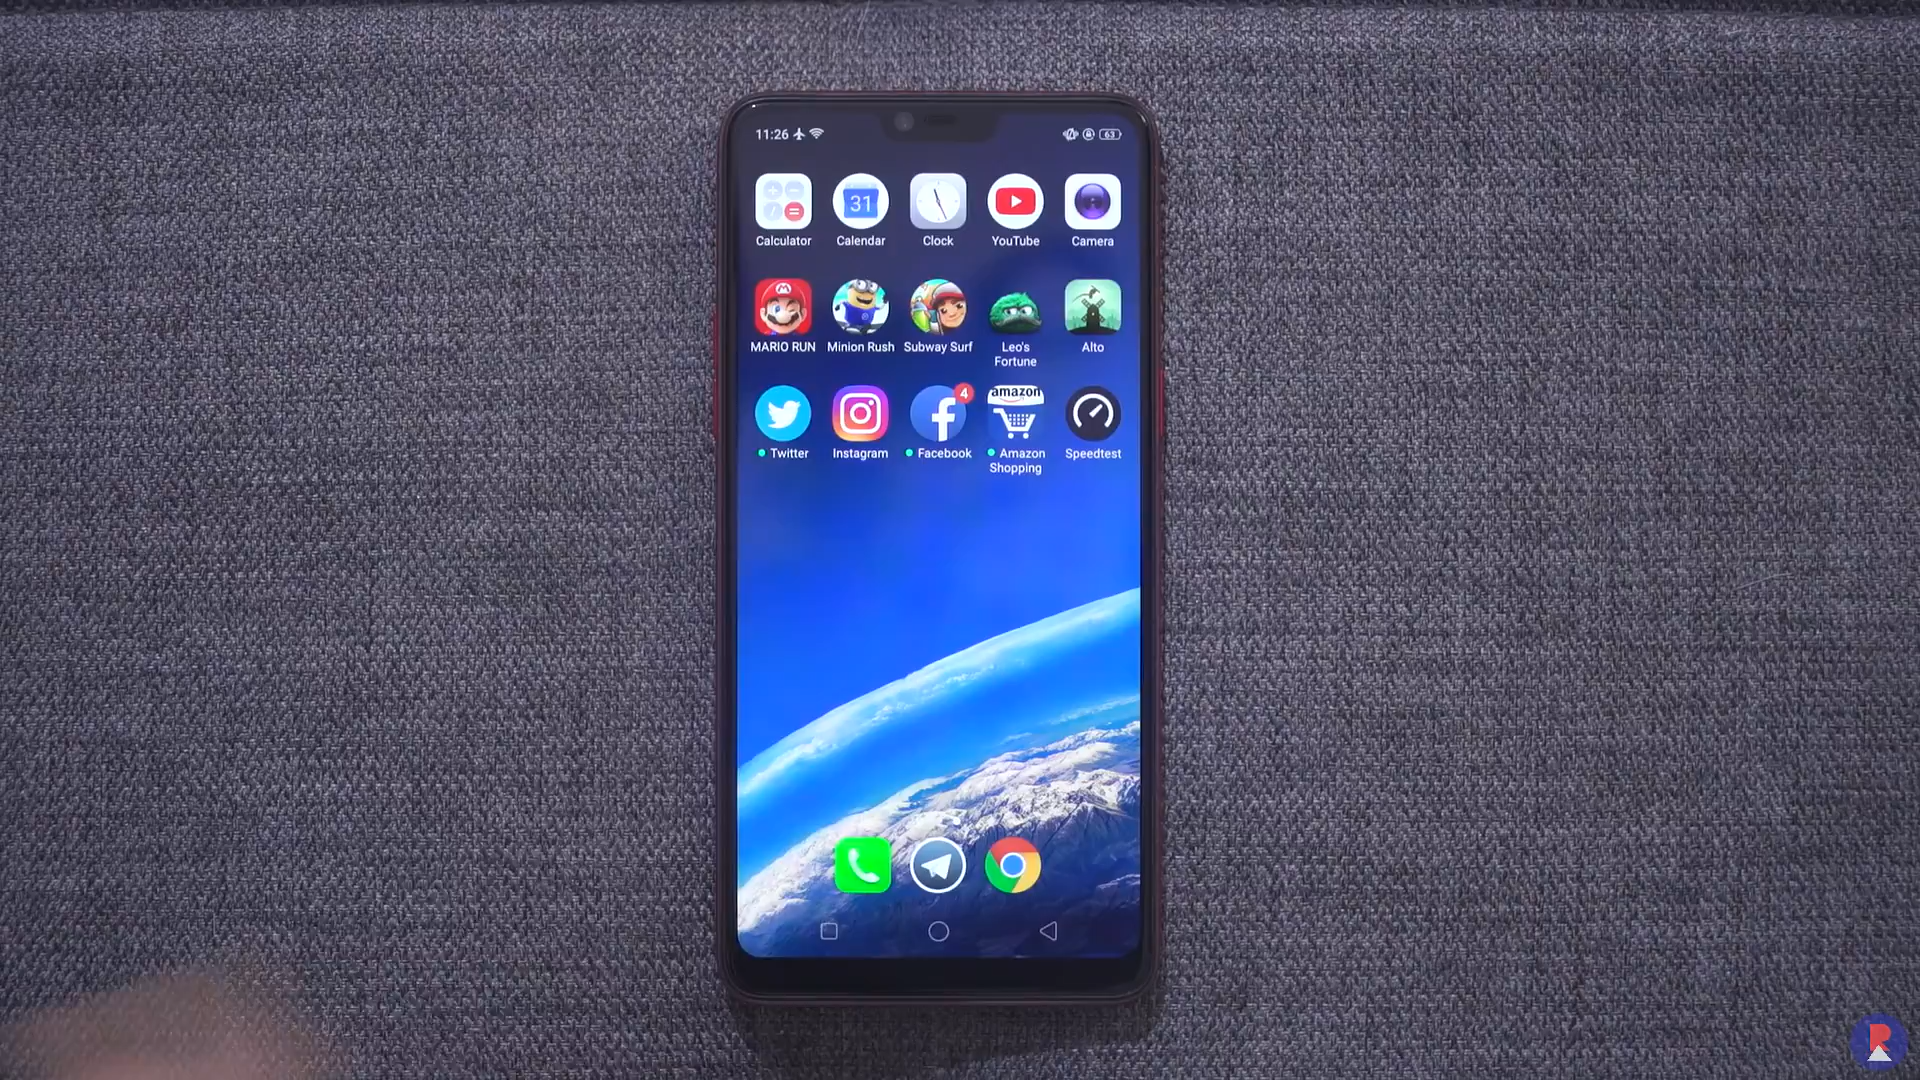 11:26
63
31
Calculator Calendar Clock YouTube Camera
M
MARIO RUN Minion Rush Subway Surf Leo's Fortune Alto
4
amazon
Twitter Instagram Facebook Amazon Shopping Speedtest
R